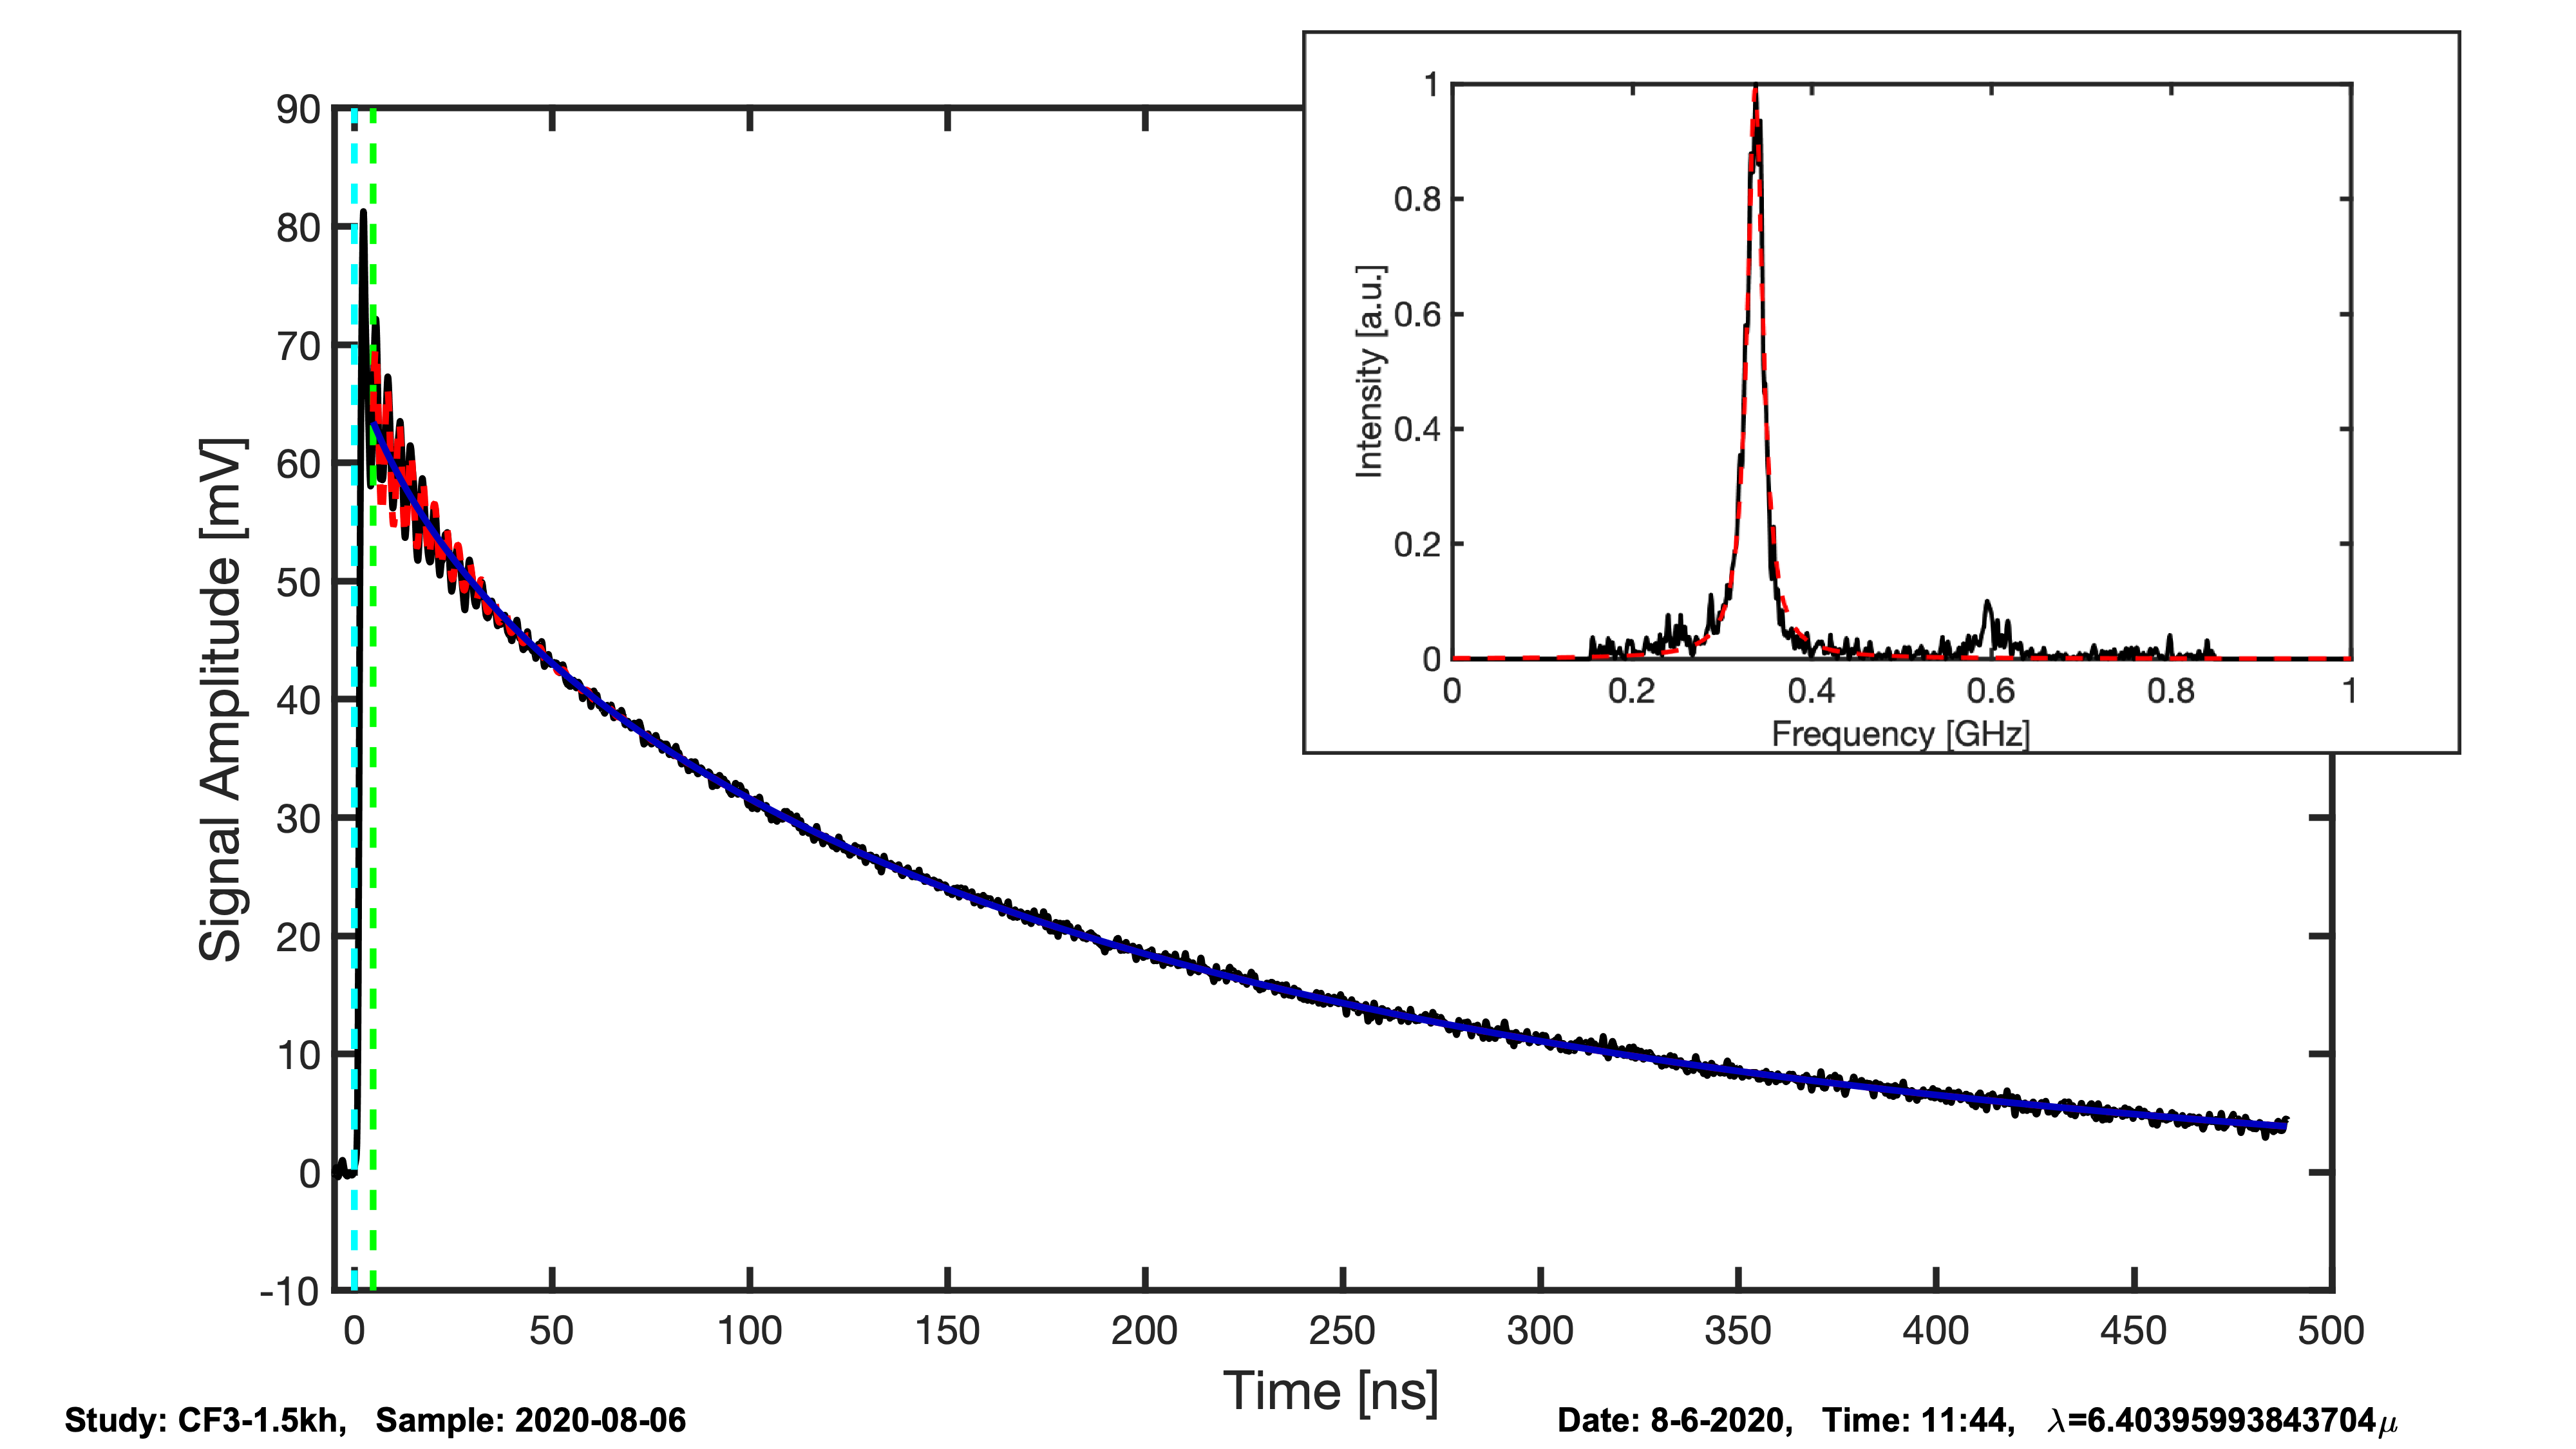 1
0.8
0.6
0.4
0.2
0
Intensity [a.u.]
0 0.2 0.4 0.6 0.8 1
Frequency [GHz]
90
80
70
60
50
40
30
20
10
0
-10
Signal Amplitude [mV]
0 50 100 150 200 250 300 350 400 450 500
Time [ns]
Study: CF3-1.5kh, Sample: 2020-08-06
Date: 8-6-2020, Time: 11:44, λ=6.40395993843704μ